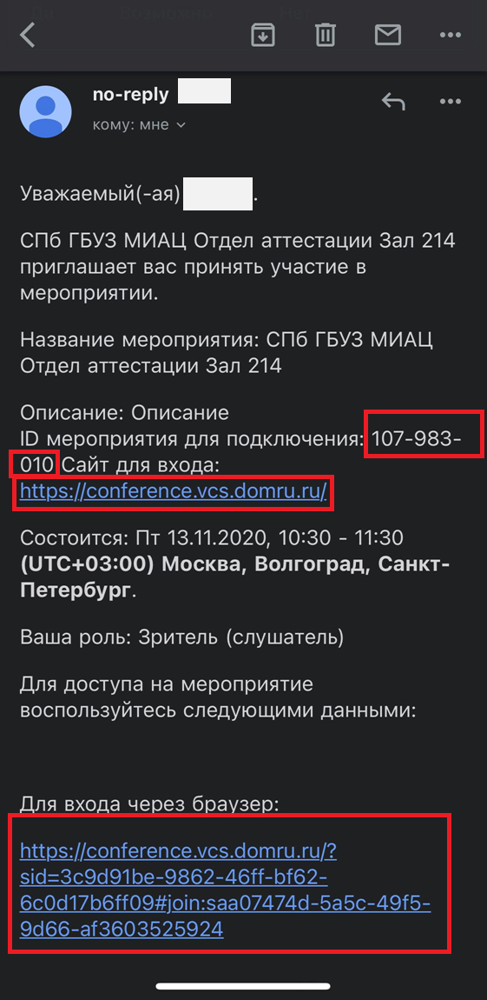 no-reply
кому: мне
Уважаемый(-ая) .
СПб ГБУЗ МИАЦ Отдел аттестации Зал 214
приглашает вас принять участие в
мероприятии.
Название мероприятия: СПб ГБУЗ МИАЦ
Отдел аттестации Зал 214
Описание: Описание
ID мероприятия для подключения: 107-983-
010 Сайт для входа:
https://conference.vcs.domru.ru/
Состоится: Пт 13.11.2020, 10:30 - 11:30
(UTC+03:00) Москва, Волгоград, Санкт-
Петербург.
Ваша роль: Зритель (слушатель)
Для доступа на мероприятие
воспользуйтесь следующими данными:
Для входа через браузер:
https://conference.vcs.domru.ru/?
sid=3c9d91be-9862-46ff-bf62-
6c0d17b6ff09#join:saa07474d-5a5c-49f5-
9d66-af3603525924